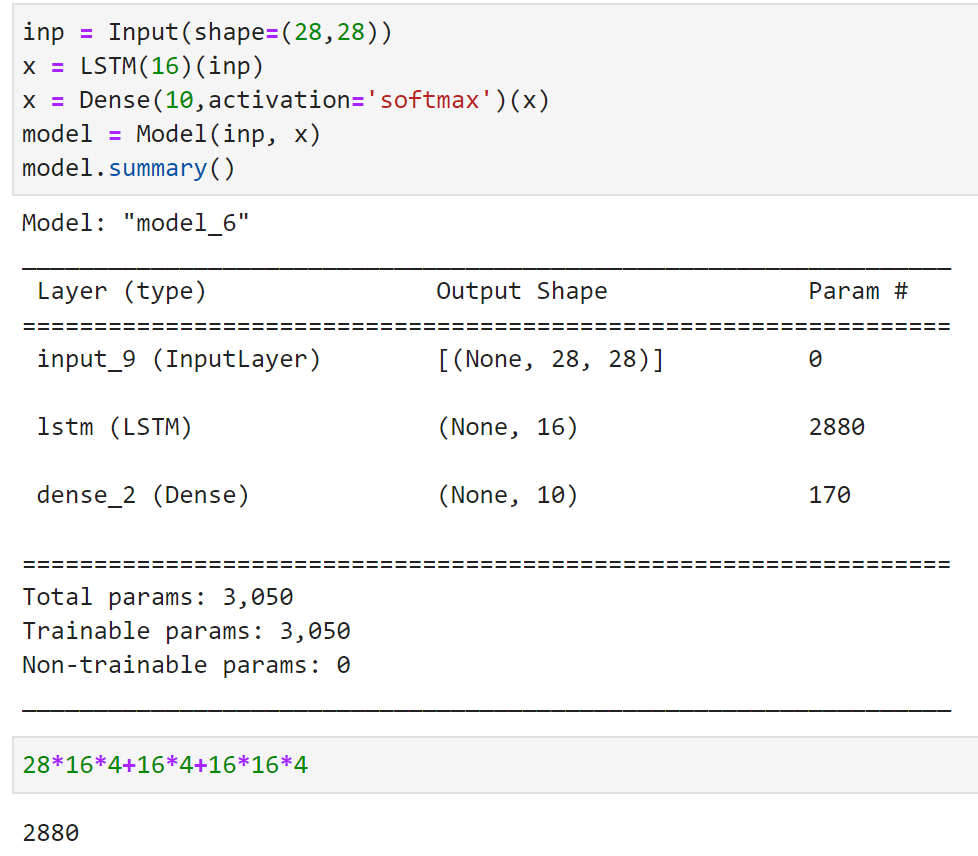 inp = Input(shape=(28,28))
x = LSTM(16)(inp)
x = Dense(10,activation='softmax')(x)
model = Model(inp, x)
model.summary()
Model: "model_6"
_________________________________________________________________
Layer (type) Output Shape Param #
=================================================================
input_9 (InputLayer) [(None, 28, 28)] 0
lstm (LSTM) (None, 16) 2880
dense_2 (Dense) (None, 10) 170
=================================================================
Total params: 3,050
Trainable params: 3,050
Non-trainable params: 0
_________________________________________________________________
28*16*4+16*4+16*16*4
2880